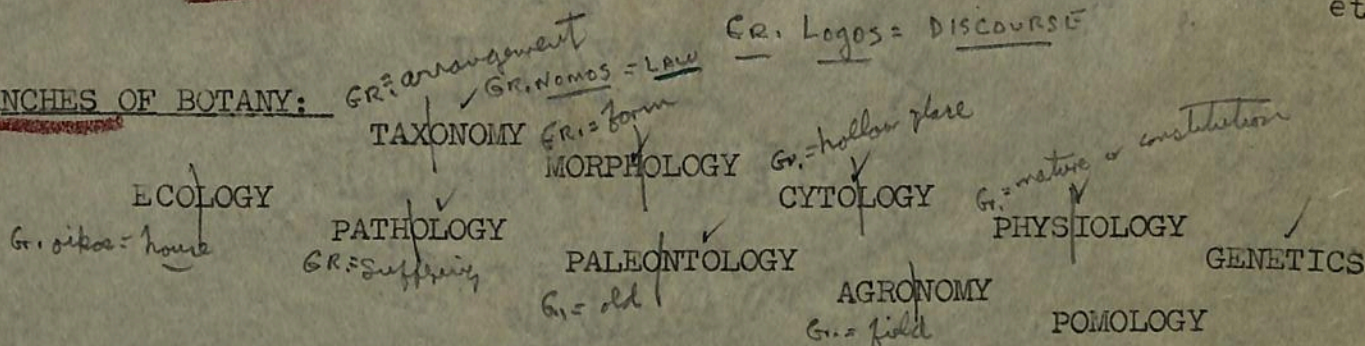 et
GR. Logos = DISCOURSE
GR. = arrangement
GR. NOMOS = LAW
NCHES OF BOTANY:
TAXONOMY
GR. = form
MORPHOLOGY
Gr. = hollow place
CYTOLOGY
Gr. = nature or constitution
PHYSIOLOGY
ECOLOGY
Gr. oikos = house
PATHOLOGY
GR. = Suffering
PALEONTOLOGY
G. = old
AGRONOMY
Gr. = field
GENETICS
POMOLOGY